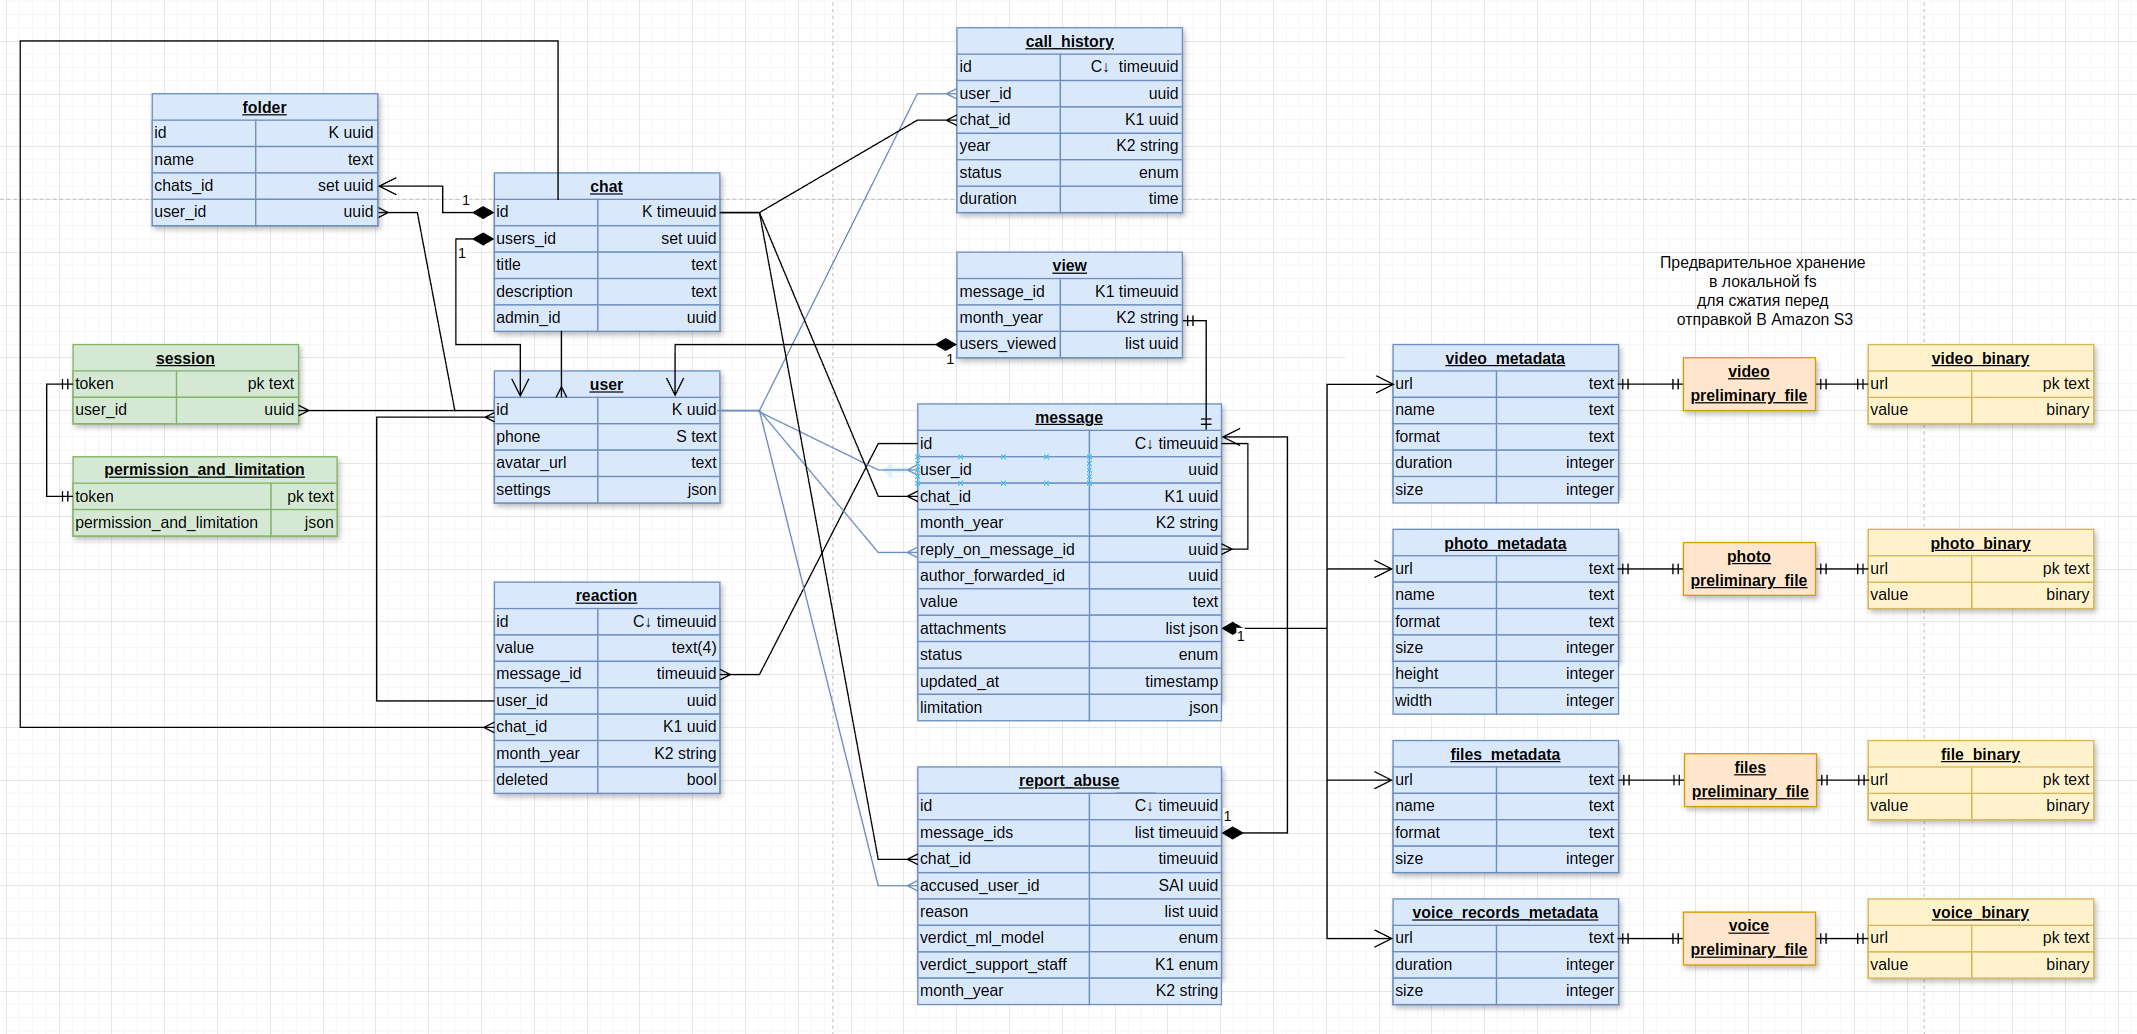 folder
id K uuid
name text
chats_id set uuid
user_id uuid
1
1
chat
id K timeuuid
users_id set uuid
title text
description text
admin_id uuid
session
token pk text
user_id uuid
permission_and_limitation
token pk text
permission_and_limitation json
user
id K uuid
phone S text
avatar_url text
settings json
reaction
id C↓ timeuuid
value text(4)
message_id timeuuid
user_id uuid
chat_id K1 uuid
month_year K2 string
deleted bool
call_history
id C↓ timeuuid
user_id uuid
chat_id K1 uuid
year K2 string
status enum
duration time
view
message_id K1 timeuuid
month_year K2 string
users_viewed list uuid
1
message
id C↓ timeuuid
user_id uuid
chat_id K1 uuid
month_year K2 string
reply_on_message_id uuid
author_forwarded_id uuid
value text
attachments list json
status enum
updated_at timestamp
limitation json
1
report_abuse
id C↓ timeuuid
message_ids list timeuuid
chat_id timeuuid
accused_user_id SAI uuid
reason list uuid
verdict_ml_model enum
verdict_support_staff K1 enum
month_year K2 string
1
Предварительное хранение
в локальной fs
для сжатия перед
отправкой В Amazon S3
video_metadata
url text
name text
format text
duration integer
size integer
video
preliminary_file
video_binary
url pk text
value binary
photo_metadata
url text
name text
format text
size integer
height integer
width integer
photo
preliminary_file
photo_binary
url pk text
value binary
files_metadata
url text
name text
format text
size integer
files
preliminary_file
file_binary
url pk text
value binary
voice_records_metadata
url text
duration integer
size integer
voice
preliminary_file
voice_binary
url pk text
value binary